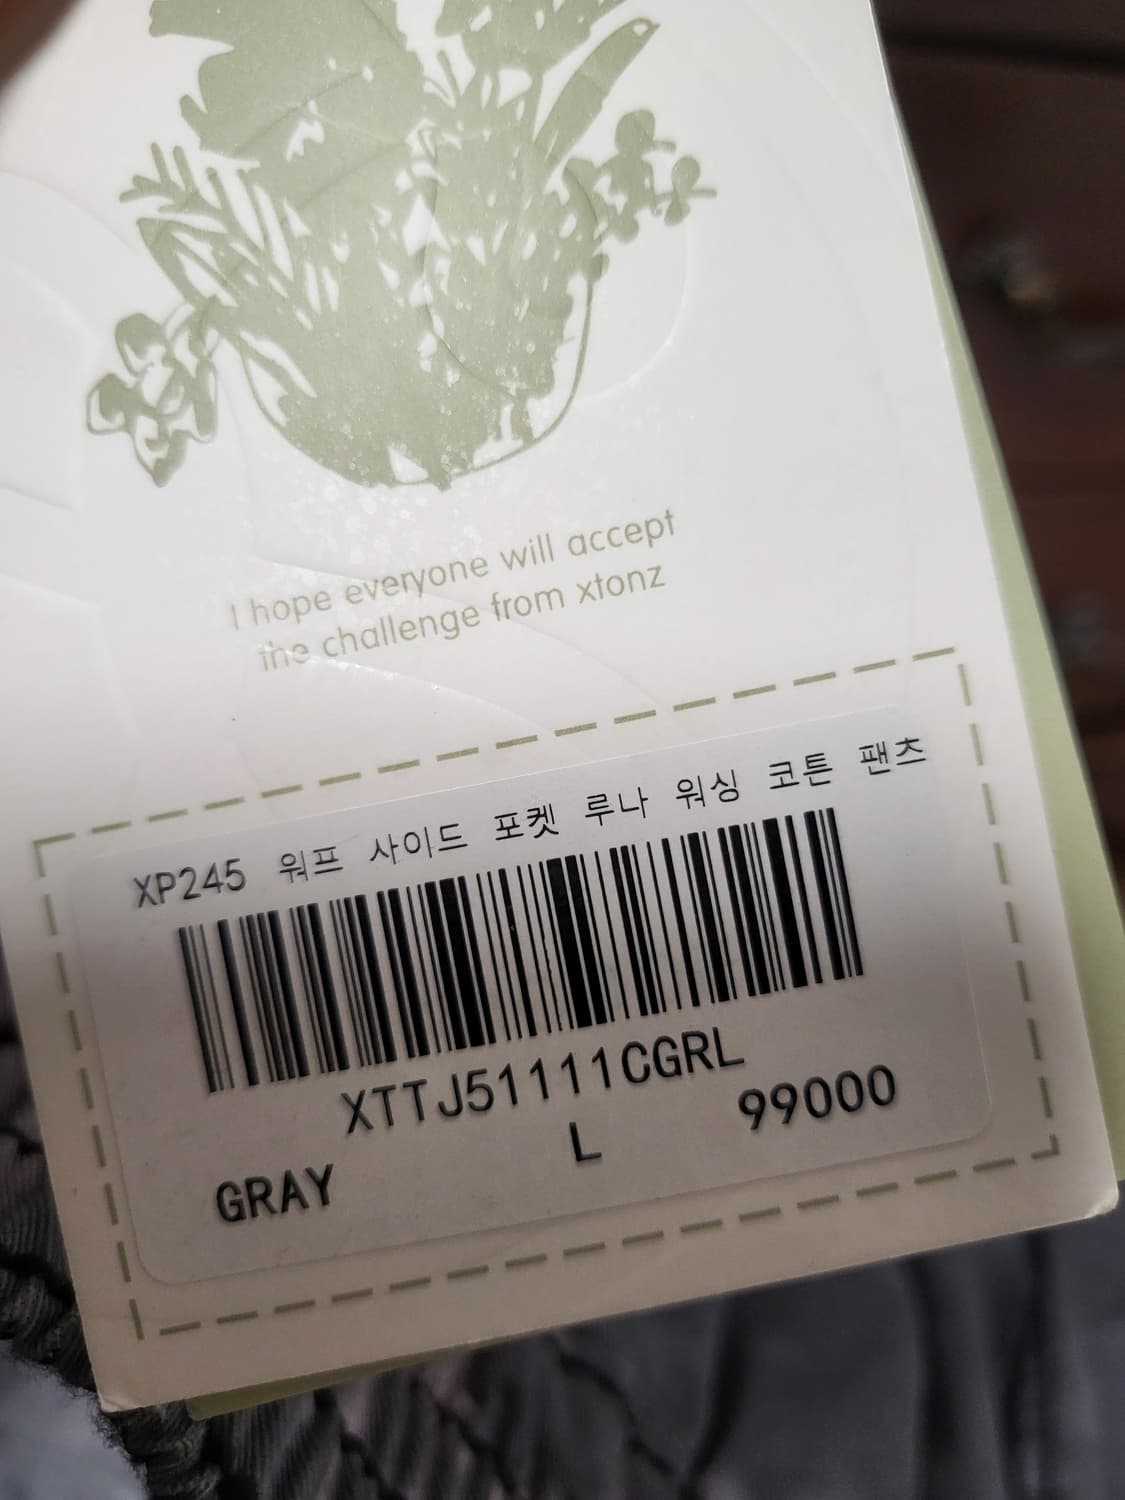 I hope everyone will accept
the challenge from xtonz
XP245 워프 사이드 포켓 루나 워싱 코튼 팬츠
XTTJ51111CGRL
GRAY L 99000